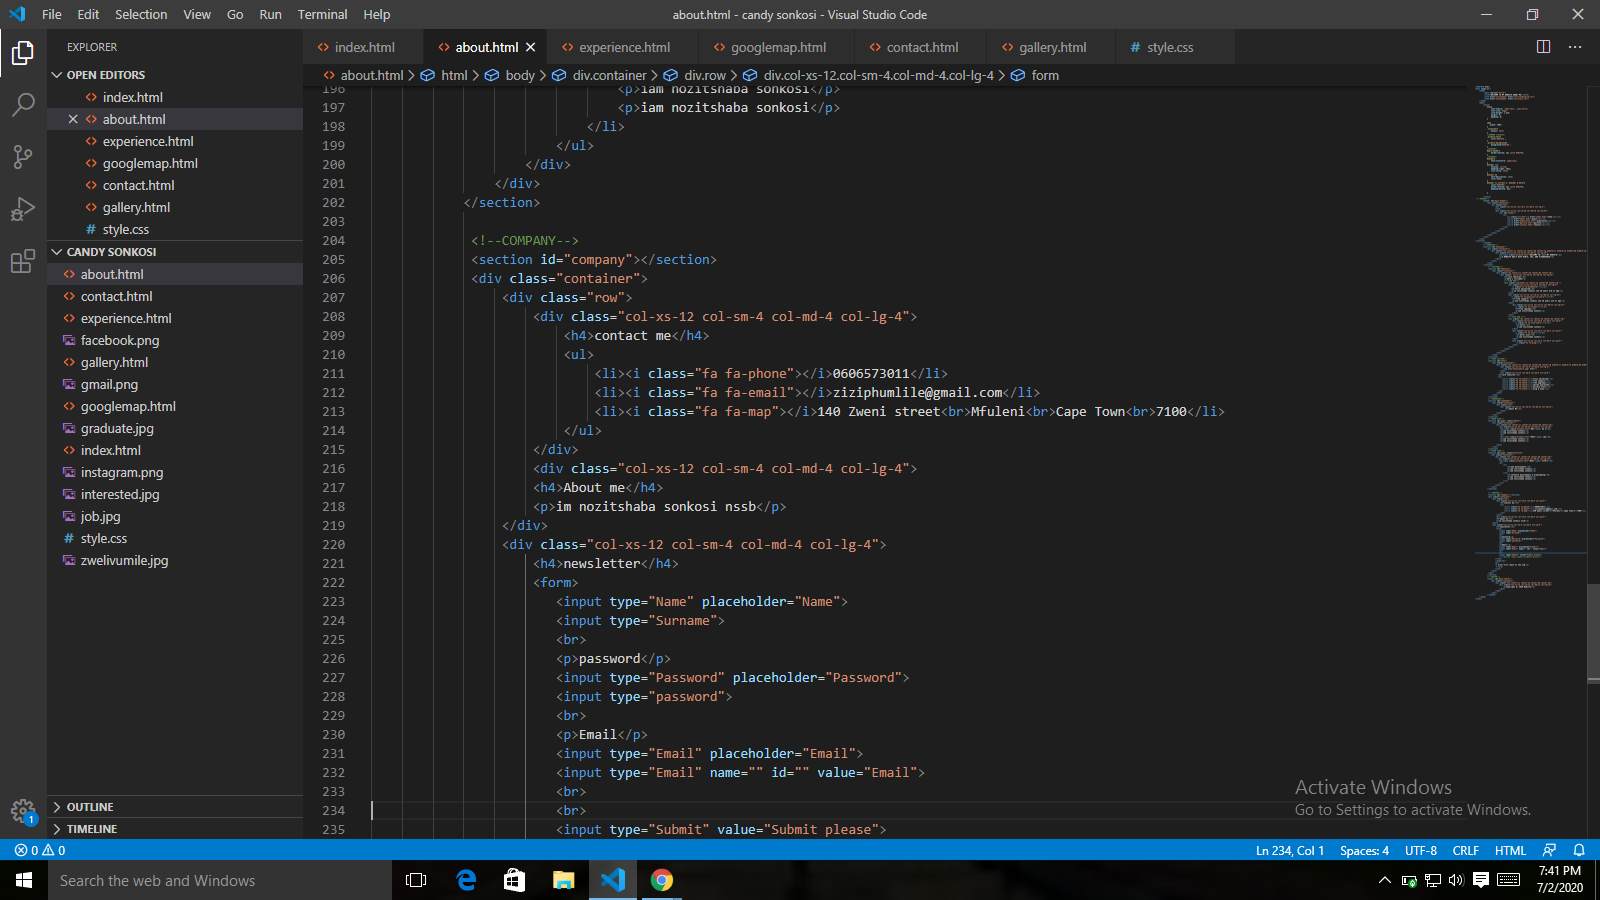 File Edit Selection View Go Run Terminal Help
about.html - candy sonkosi - Visual Studio Code
EXPLORER
OPEN EDITORS
index.html
about.html
experience.html
googlemap.html
contact.html
gallery.html
# style.css
CANDY SONKOSI
about.html
contact.html
experience.html
facebook.png
gallery.html
gmail.png
googlemap.html
graduate.jpg
index.html
instagram.png
interested.jpg
job.jpg
# style.css
zwelivumile.jpg
OUTLINE
TIMELINE
index.html about.html experience.html googlemap.html contact.html gallery.html # style.css
about.html > html > body > div.container > div.row > div.col-xs-12.col-sm-4.col-md-4.col-lg-4 > form
196 <p>iam nozitshaba sonkosi</p>
197 <p>iam nozitshaba sonkosi</p>
198 </li>
199 </ul>
200 </div>
201 </div>
202 </section>
203
204 <!--COMPANY-->
205 <section id="company"></section>
206 <div class="container">
207 <div class="row">
208 <div class="col-xs-12 col-sm-4 col-md-4 col-lg-4">
209 <h4>contact me</h4>
210 <ul>
211 <li><i class="fa fa-phone"></i>0606573011</li>
212 <li><i class="fa fa-email"></i>ziziphumlile@gmail.com</li>
213 <li><i class="fa fa-map"></i>140 Zweni street<br>Mfuleni<br>Cape Town<br>7100</li>
214 </ul>
215 </div>
216 <div class="col-xs-12 col-sm-4 col-md-4 col-lg-4">
217 <h4>About me</h4>
218 <p>im nozitshaba sonkosi nssb</p>
219 </div>
220 <div class="col-xs-12 col-sm-4 col-md-4 col-lg-4">
221 <h4>newsletter</h4>
222 <form>
223 <input type="Name" placeholder="Name">
224 <input type="Surname">
225 <br>
226 <p>password</p>
227 <input type="Password" placeholder="Password">
228 <input type="password">
229 <br>
230 <p>Email</p>
231 <input type="Email" placeholder="Email">
232 <input type="Email" name="" id="" value="Email">
233 <br>
234 <br>
235 <input type="Submit" value="Submit please">
Activate Windows
Go to Settings to activate Windows.
1
0 0
Ln 234, Col 1 Spaces: 4 UTF-8 CRLF HTML
Search the web and Windows
7:41 PM
7/2/2020